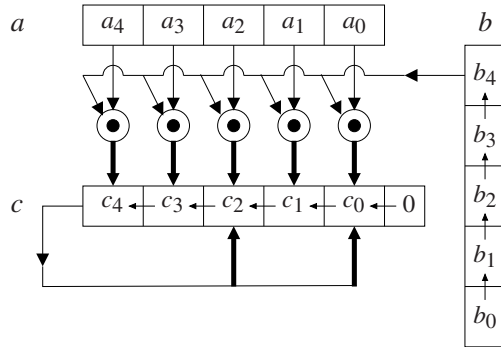 a a₄ a₃ a₂ a₁ a₀ b
b₄
b₃
c c₄ c₃ c₂ c₁ c₀ 0 b₂
b₁
b₀